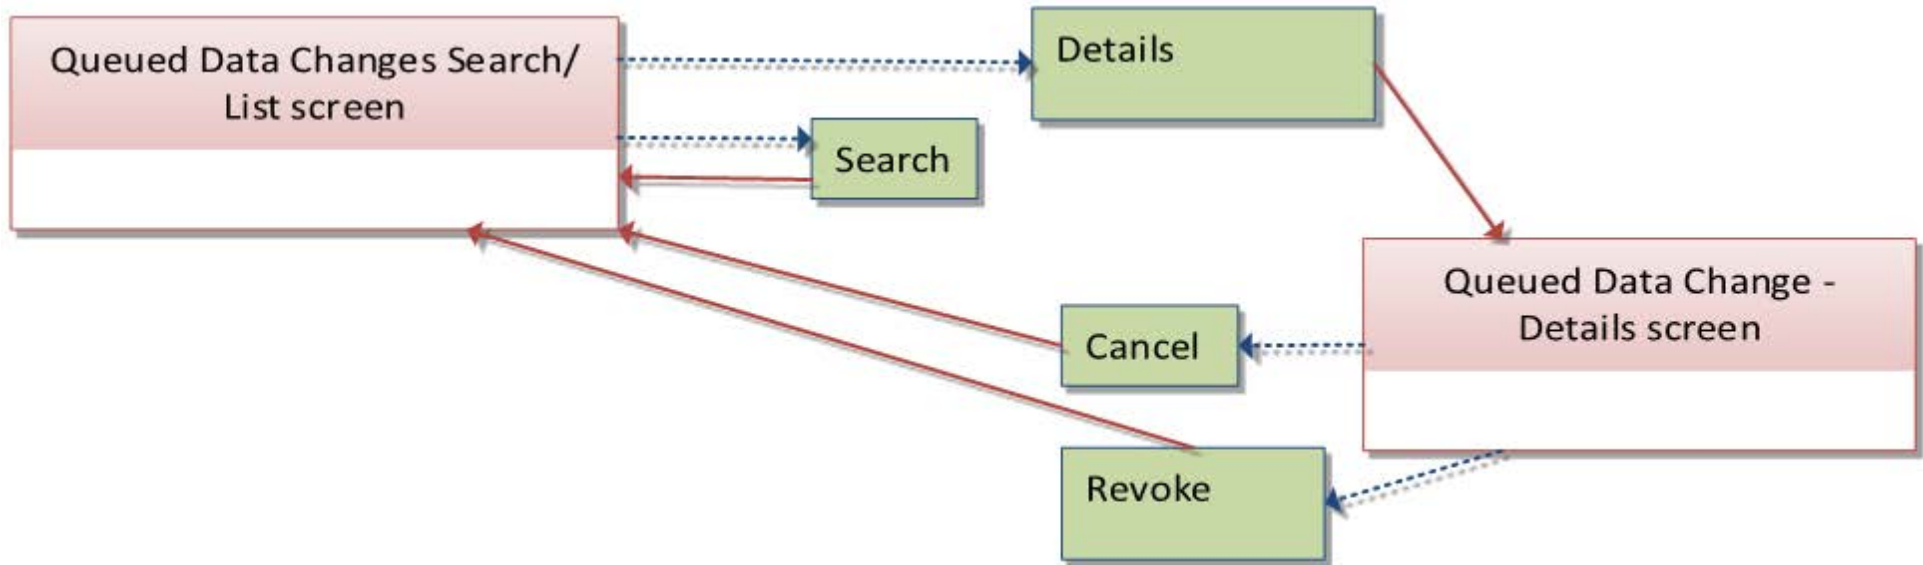 Queued Data Changes Search/
List screen
Details
Search
Queued Data Change -
Details screen
Cancel
Revoke